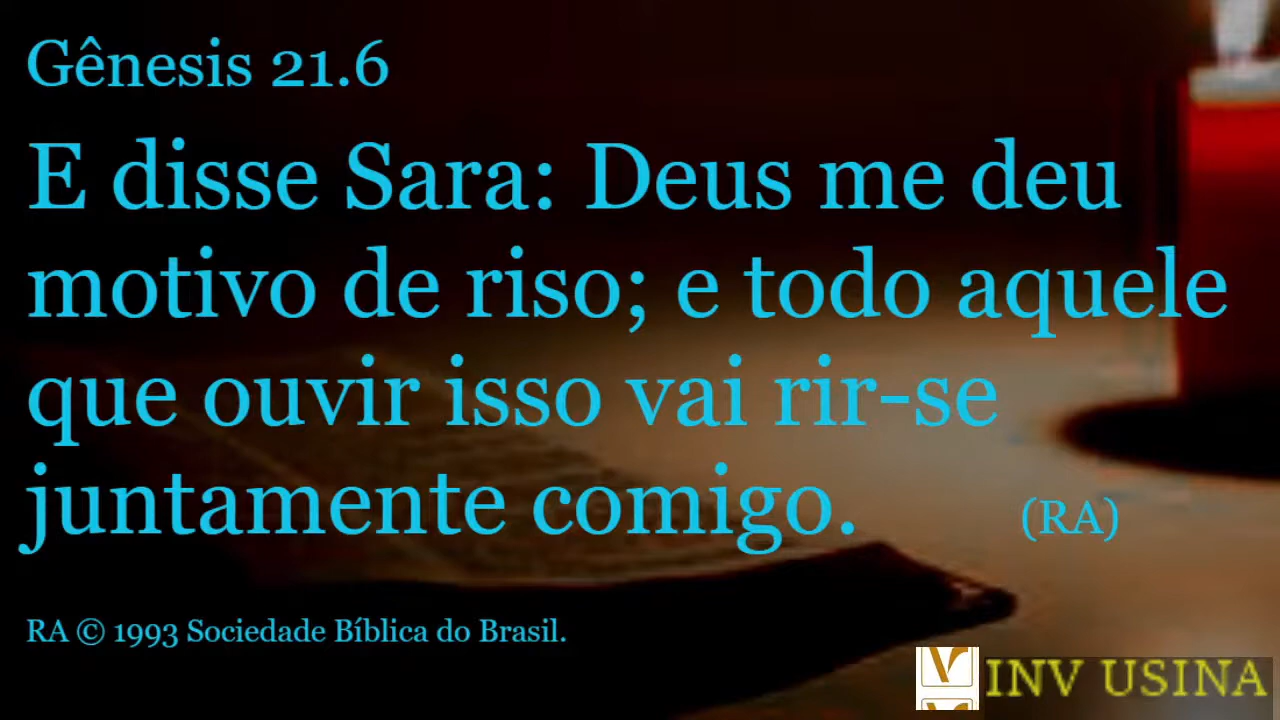 Gênesis 21.6
E disse Sara: Deus me deu
motivo de riso; e todo aquele
que ouvir isso vai rir-se
juntamente comigo. (RA)
RA © 1993 Sociedade Bíblica do Brasil.
INV USINA